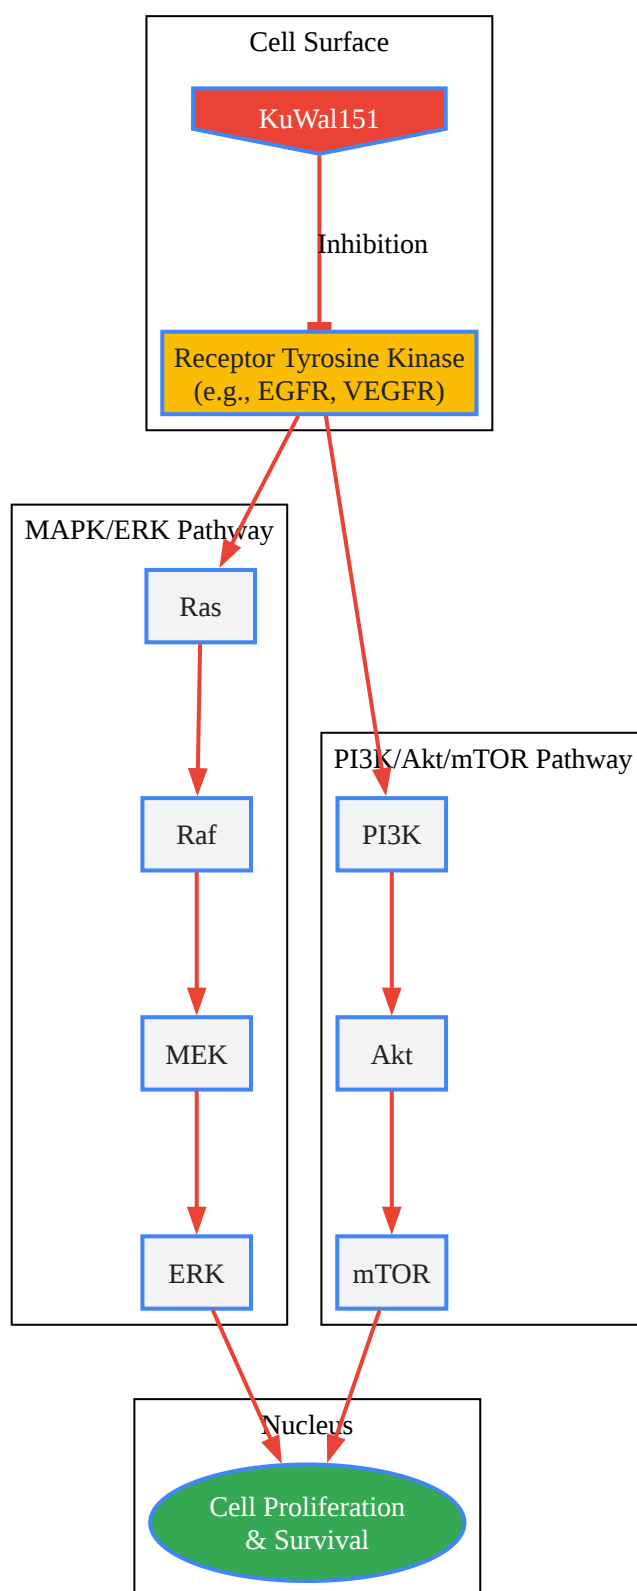 Cell Surface
KuWal151
Inhibition
Receptor Tyrosine Kinase
(e.g., EGFR, VEGFR)
MAPK/ERK Pathway
Ras
Raf
MEK
ERK
PI3K/Akt/mTOR Pathway
PI3K
Akt
mTOR
Nucleus
Cell Proliferation
& Survival